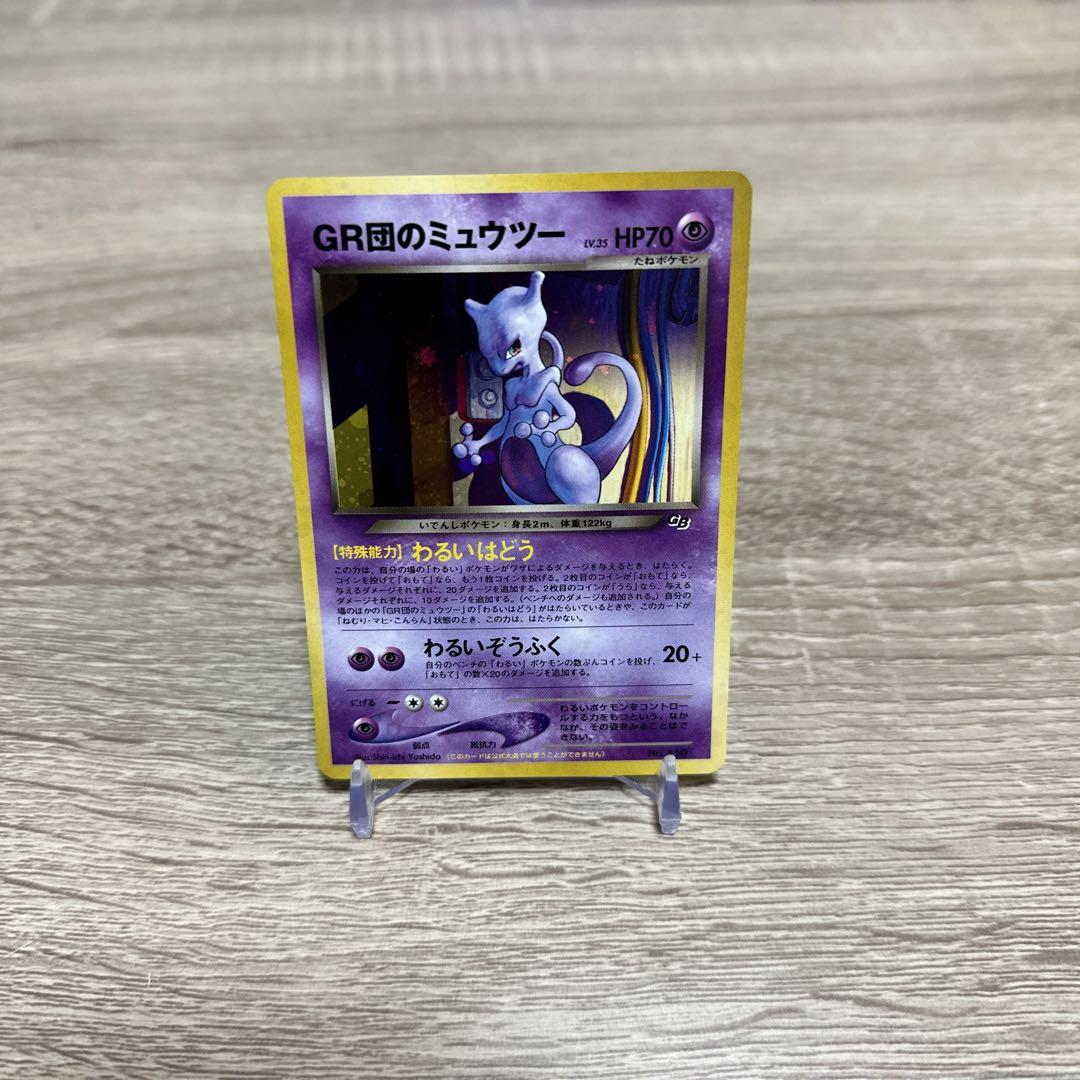 GR団のミュウツー LV.35 HP70
たねポケモン
いでんしポケモン：身長2m、体重122kg
GB
【特殊能力】わるいはどう
この力は、自分の場の「わるい」ポケモンがワザによるダメージを与えるとき、はたらく。
コインを投げて「おもて」なら、もう1枚コインを投げる。2枚目のコインが「おもて」なら、
与えるダメージそれぞれに、20ダメージを追加する。2枚目のコインが「うら」なら、与える
ダメージそれぞれに、10ダメージを追加する。（ベンチへのダメージも追加される。）自分の
場のほかの「GR団のミュウツー」の「わるいはどう」がはたらいているときや、このカードが
「ねむり・マヒ・こんらん」状態のとき、この力は、はたらかない。
わるいぞうふく 20+
自分のベンチの「わるい」ポケモンの数ぶんコインを投げ、
「おもて」の数×20のダメージを追加する。
にげる
弱点 抵抗力
わるいポケモンをコントロ
ールする力をもつという。なか
なか、その姿をみることはで
きない。
Illus:Shin-ichi Yoshida （このカードは公式大会では使うことができません） No.150